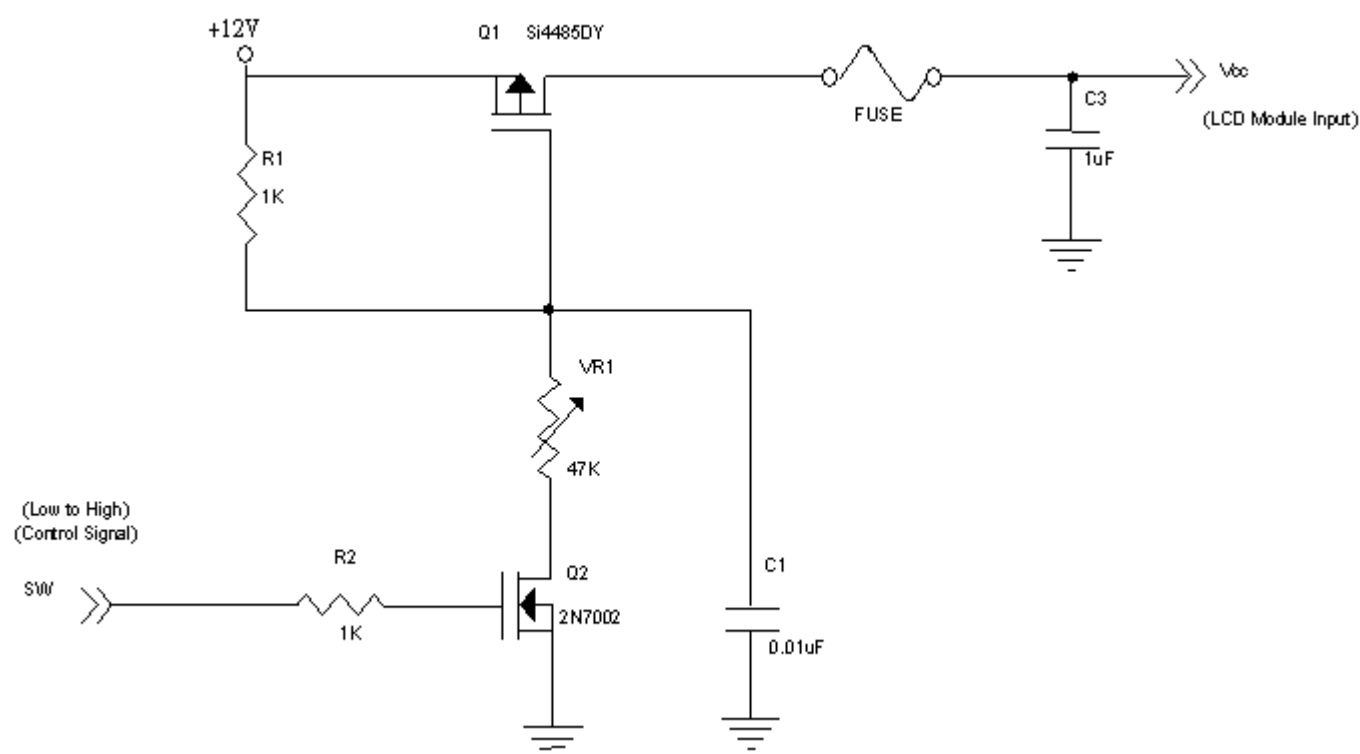 +12V
Q1 Si4485DY
Vcc
(LCD Module Input)
FUSE
C3
1uF
R1
1K
VR1
47K
(Low to High)
(Control Signal)
SW
R2
1K
Q2
2N7002
C1
0.01uF